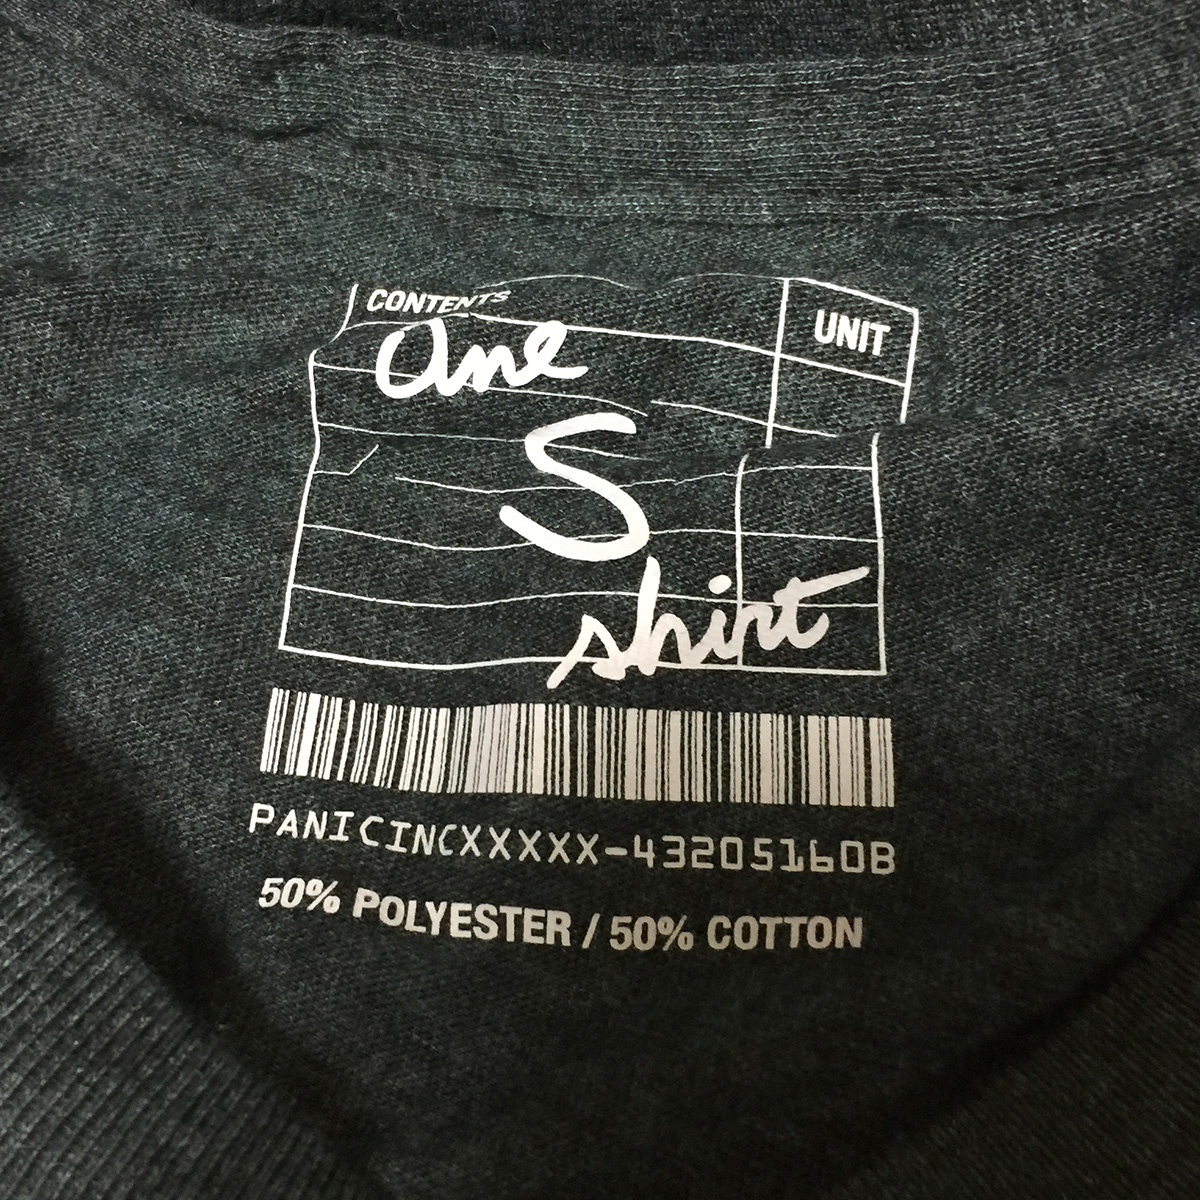 CONTENTS UNIT
One
S
shirt
PANICINCXXXXX-43205160B
50% POLYESTER / 50% COTTON